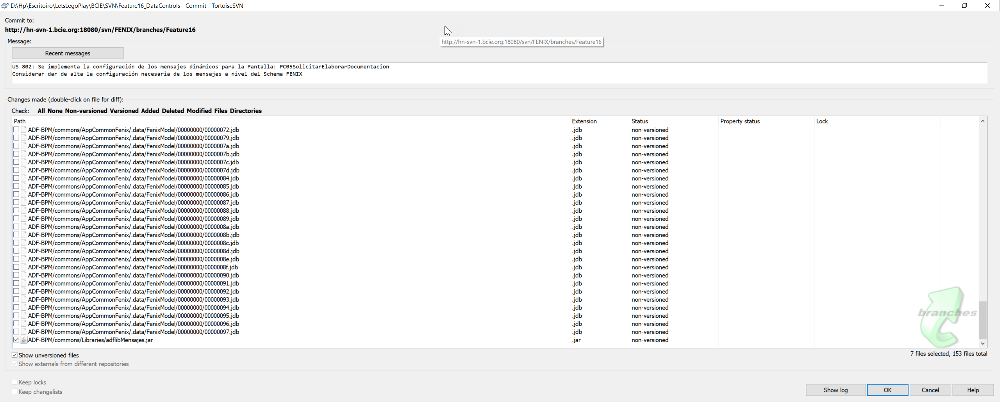 D:\Hp\Escritoiro\LetsLegoPlay\BCIE\SVN\Feature16_DataControls - Commit - TortoiseSVN
Commit to:
http://hn-svn-1.bcie.org:18080/svn/FENIX/branches/Feature16
http://hn-svn-1.bcie.org:18080/svn/FENIX/branches/Feature16
Message:
Recent messages
US 802: Se implementa la configuración de los mensajes dinámicos para la Pantalla: PC05SolicitarElaborarDocumentacion
Considerar dar de alta la configuración necesaria de los mensajes a nivel del Schema FENIX
Changes made (double-click on file for diff):
Check: All None Non-versioned Versioned Added Deleted Modified Files Directories
Path Extension Status Property status Lock
ADF-BPM/commons/AppCommonFenix/.data/FenixModel/00000000/00000072.jdb .jdb non-versioned
ADF-BPM/commons/AppCommonFenix/.data/FenixModel/00000000/00000079.jdb .jdb non-versioned
ADF-BPM/commons/AppCommonFenix/.data/FenixModel/00000000/0000007a.jdb .jdb non-versioned
ADF-BPM/commons/AppCommonFenix/.data/FenixModel/00000000/0000007b.jdb .jdb non-versioned
ADF-BPM/commons/AppCommonFenix/.data/FenixModel/00000000/0000007c.jdb .jdb non-versioned
ADF-BPM/commons/AppCommonFenix/.data/FenixModel/00000000/0000007d.jdb .jdb non-versioned
ADF-BPM/commons/AppCommonFenix/.data/FenixModel/00000000/00000084.jdb .jdb non-versioned
ADF-BPM/commons/AppCommonFenix/.data/FenixModel/00000000/00000085.jdb .jdb non-versioned
ADF-BPM/commons/AppCommonFenix/.data/FenixModel/00000000/00000086.jdb .jdb non-versioned
ADF-BPM/commons/AppCommonFenix/.data/FenixModel/00000000/00000087.jdb .jdb non-versioned
ADF-BPM/commons/AppCommonFenix/.data/FenixModel/00000000/00000088.jdb .jdb non-versioned
ADF-BPM/commons/AppCommonFenix/.data/FenixModel/00000000/00000089.jdb .jdb non-versioned
ADF-BPM/commons/AppCommonFenix/.data/FenixModel/00000000/0000008a.jdb .jdb non-versioned
ADF-BPM/commons/AppCommonFenix/.data/FenixModel/00000000/0000008b.jdb .jdb non-versioned
ADF-BPM/commons/AppCommonFenix/.data/FenixModel/00000000/0000008c.jdb .jdb non-versioned
ADF-BPM/commons/AppCommonFenix/.data/FenixModel/00000000/0000008d.jdb .jdb non-versioned
ADF-BPM/commons/AppCommonFenix/.data/FenixModel/00000000/0000008e.jdb .jdb non-versioned
ADF-BPM/commons/AppCommonFenix/.data/FenixModel/00000000/0000008f.jdb .jdb non-versioned
ADF-BPM/commons/AppCommonFenix/.data/FenixModel/00000000/00000090.jdb .jdb non-versioned
ADF-BPM/commons/AppCommonFenix/.data/FenixModel/00000000/00000091.jdb .jdb non-versioned
ADF-BPM/commons/AppCommonFenix/.data/FenixModel/00000000/00000092.jdb .jdb non-versioned
ADF-BPM/commons/AppCommonFenix/.data/FenixModel/00000000/00000093.jdb .jdb non-versioned
ADF-BPM/commons/AppCommonFenix/.data/FenixModel/00000000/00000094.jdb .jdb non-versioned
ADF-BPM/commons/AppCommonFenix/.data/FenixModel/00000000/00000095.jdb .jdb non-versioned
ADF-BPM/commons/AppCommonFenix/.data/FenixModel/00000000/00000096.jdb .jdb non-versioned
ADF-BPM/commons/AppCommonFenix/.data/FenixModel/00000000/00000097.jdb .jdb non-versioned
ADF-BPM/commons/Libraries/adflibMensajes.jar .jar non-versioned
branches
Show unversioned files
7 files selected, 153 files total
Show externals from different repositories
Keep locks
Keep changelists
Show log OK Cancel Help